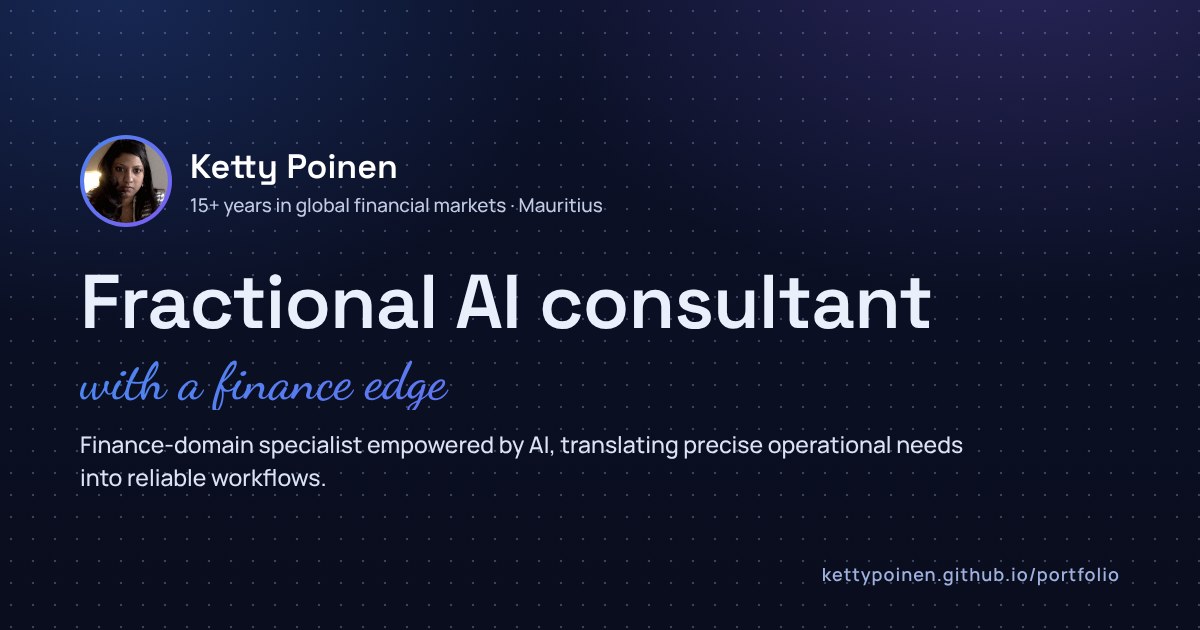 Ketty Poinen
15+ years in global financial markets · Mauritius
Fractional AI consultant
with a finance edge
Finance-domain specialist empowered by AI, translating precise operational needs
into reliable workflows.
kettypoinen.github.io/portfolio